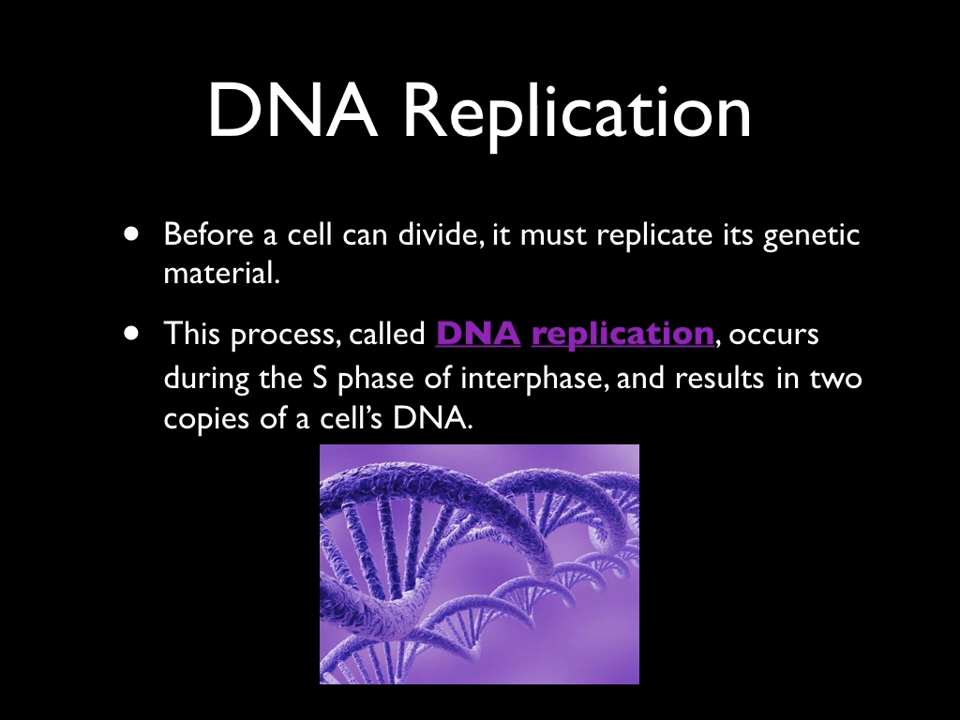 DNA Replication
• Before a cell can divide, it must replicate its genetic
material.
• This process, called DNA replication, occurs
during the S phase of interphase, and results in two
copies of a cell’s DNA.